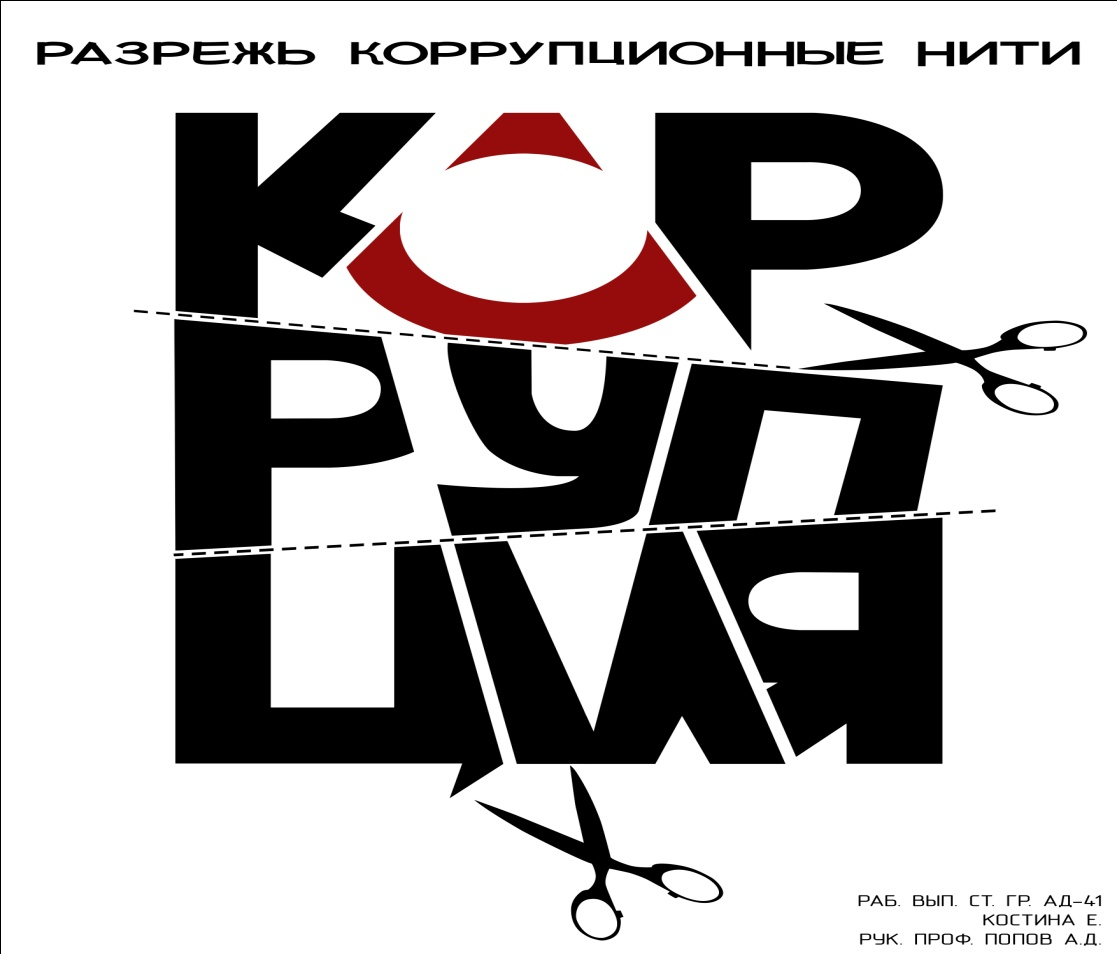 РАЗРЕЖЬ КОРРУПЦИОННЫЕ НИТИ
КОР
РУП
ЦИЯ
РАБ. ВЫП. СТ. ГР. АД-41
КОСТИНА Е.
РУК. ПРОФ. ПОПОВ А.Д.